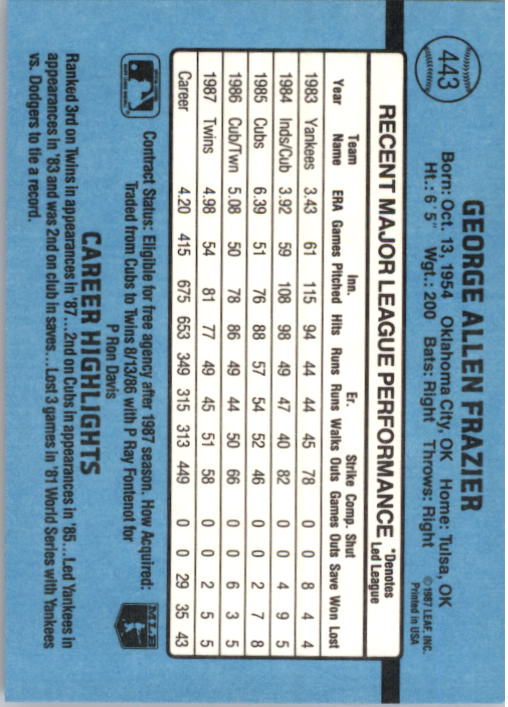 443
GEORGE ALLEN FRAZIER
Born: Oct. 13, 1954 Oklahoma City, OK Home: Tulsa, OK
Ht.: 6' 5" Wgt.: 200 Bats: Right Throws: Right
©1987 LEAF, INC.
Printed in USA
RECENT MAJOR LEAGUE PERFORMANCE *Denotes Led League
Year Team Name ERA Games Inn. Pitched Hits Runs Er. Runs Walks Strike Outs Comp. Games Shut Outs Save Won Lost
1983 Yankees 3.43 61 115 94 44 44 45 78 0 0 8 4 4
1984 Inds/Cub 3.92 59 108 98 49 47 40 82 0 0 4 9 5
1985 Cubs 6.39 51 76 88 57 54 52 46 0 0 2 7 8
1986 Cub/Twn 5.08 50 78 86 49 44 50 66 0 0 6 3 5
1987 Twins 4.98 54 81 77 49 45 51 58 0 0 2 5 5
Career 4.20 415 675 653 349 315 313 449 0 0 29 35 43
Contract Status: Eligible for free agency after 1987 season. How Acquired:
Traded from Cubs to Twins 8/13/86 with P Ray Fontenot for
P Ron Davis
MLB
CAREER HIGHLIGHTS
Ranked 3rd on Twins in appearances in '87...2nd on Cubs in appearances in '85...Led Yankees in
appearances in '83 and was 2nd on club in saves...Lost 3 games in '81 World Series with Yankees
vs. Dodgers to tie a record.